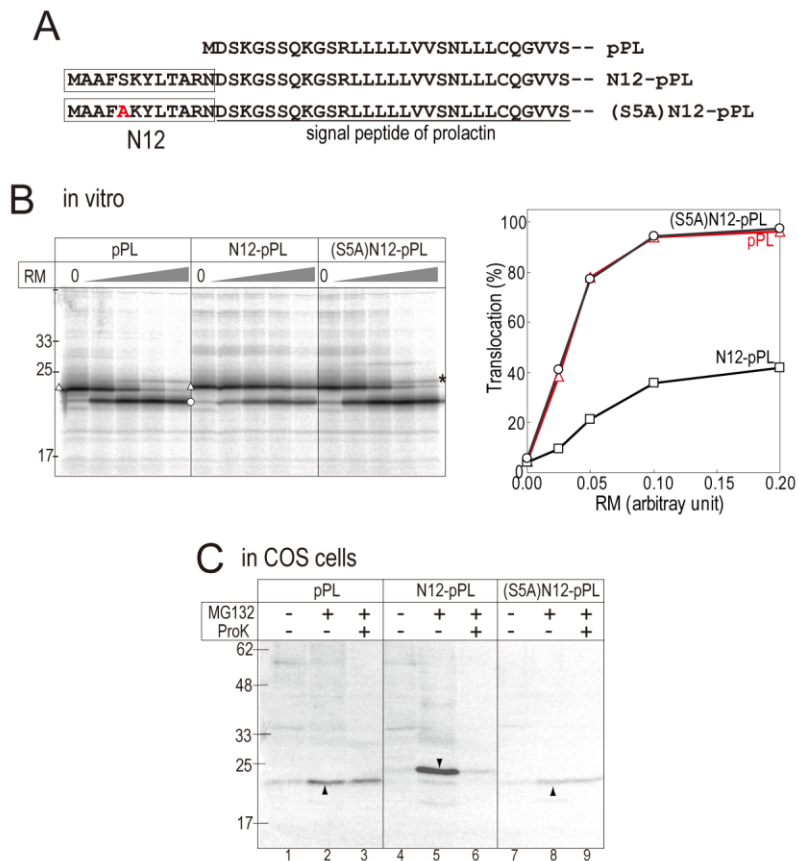 A
MDSKGSSQKGSRLLLLLVVSNLLLCQGVVS-- pPL
MAAFSKYLTARNDSKGSSQKGSRLLLLLVVSNLLLCQGVVS-- N12-pPL
MAAFAKYLTARNDSKGSSQKGSRLLLLLVVSNLLLCQGVVS-- (S5A)N12-pPL
N12 signal peptide of prolactin
B in vitro
pPL N12-pPL (S5A)N12-pPL
RM 0 0 0
33
25
*
17
Translocation (%)
100
80
60
40
20
0
0.00 0.05 0.10 0.15 0.20
RM (arbitray unit)
(S5A)N12-pPL
pPL
N12-pPL
C in COS cells
pPL N12-pPL (S5A)N12-pPL
MG132 - + + - + + - + +
ProK - - + - - + - - +
62
48
33
25
17
1 2 3 4 5 6 7 8 9